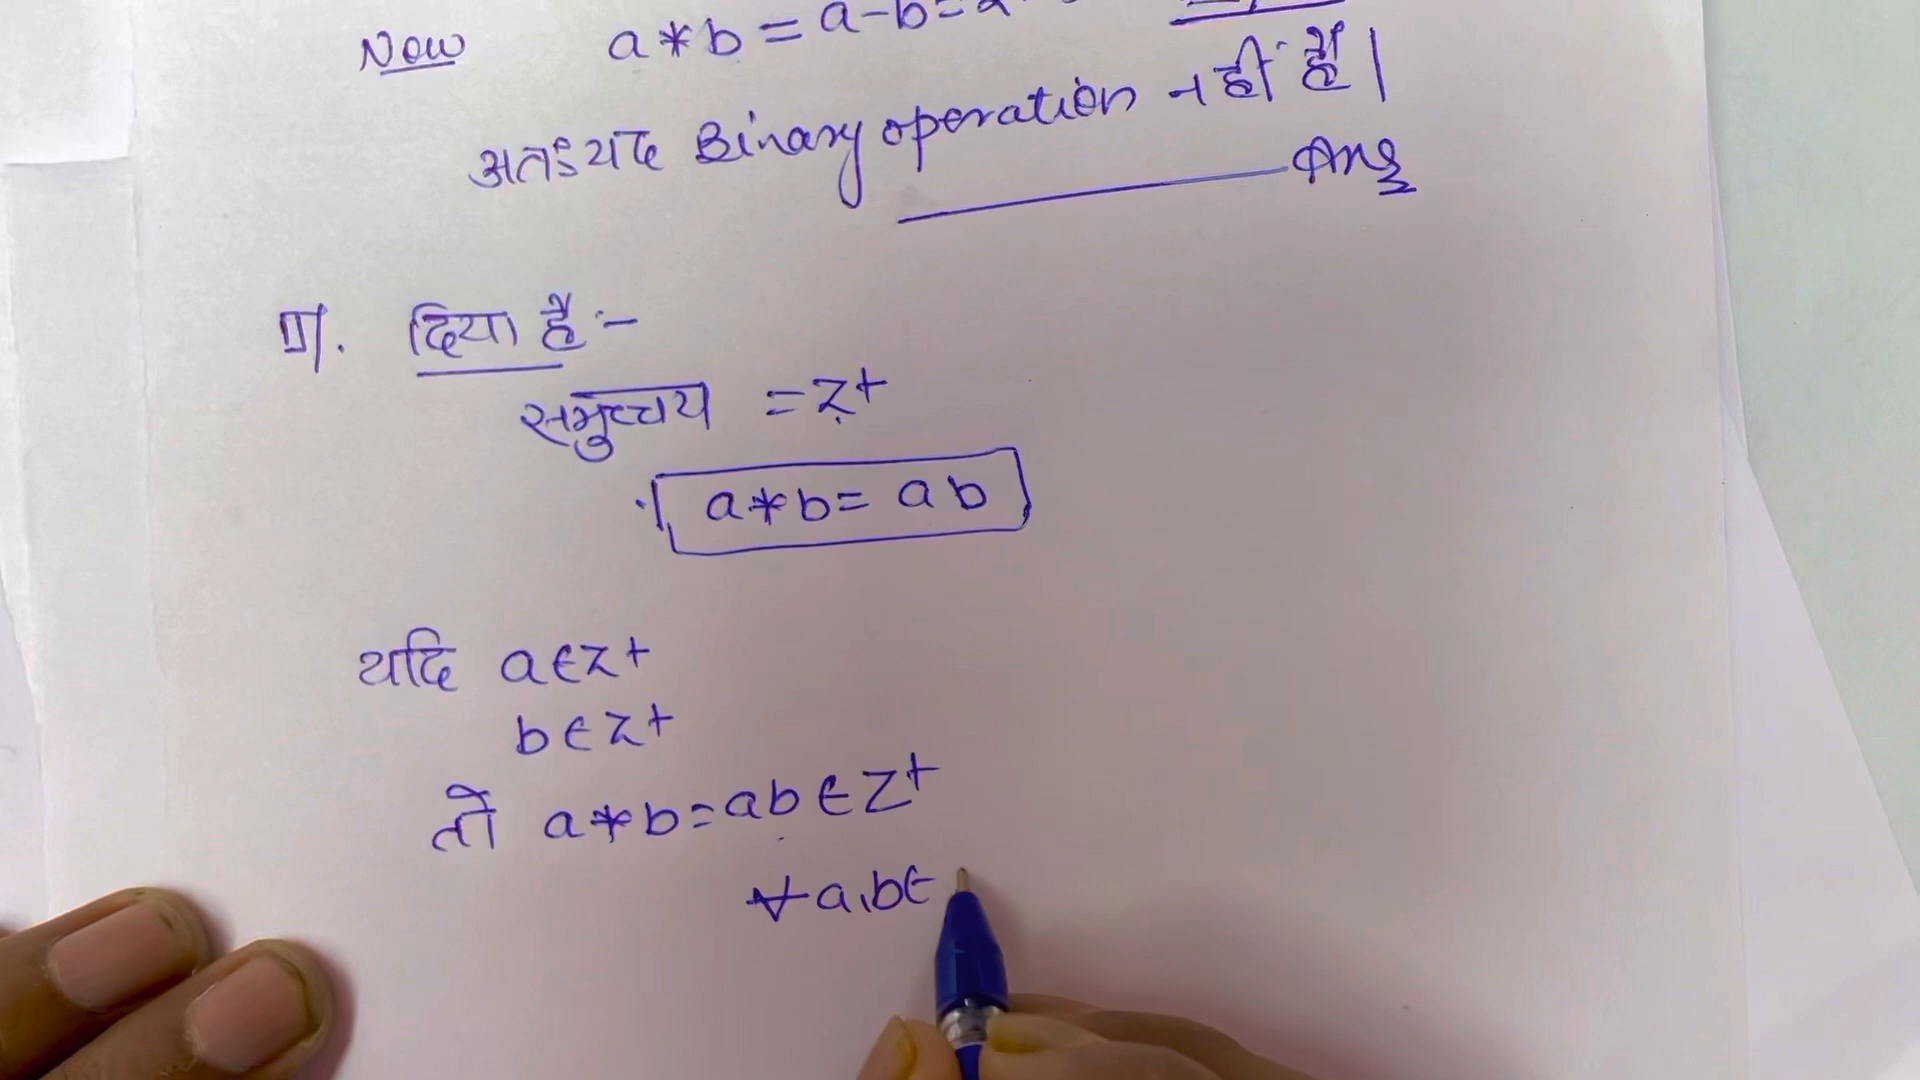 Now a*b = a-b=
अतः यह Binary operation नही है।
Ans
II. दिया है :-
समुच्चय = Z+
a*b = ab
यदि a∈Z+
b∈Z+
तो a*b=ab∈Z+
∀ a,b∈